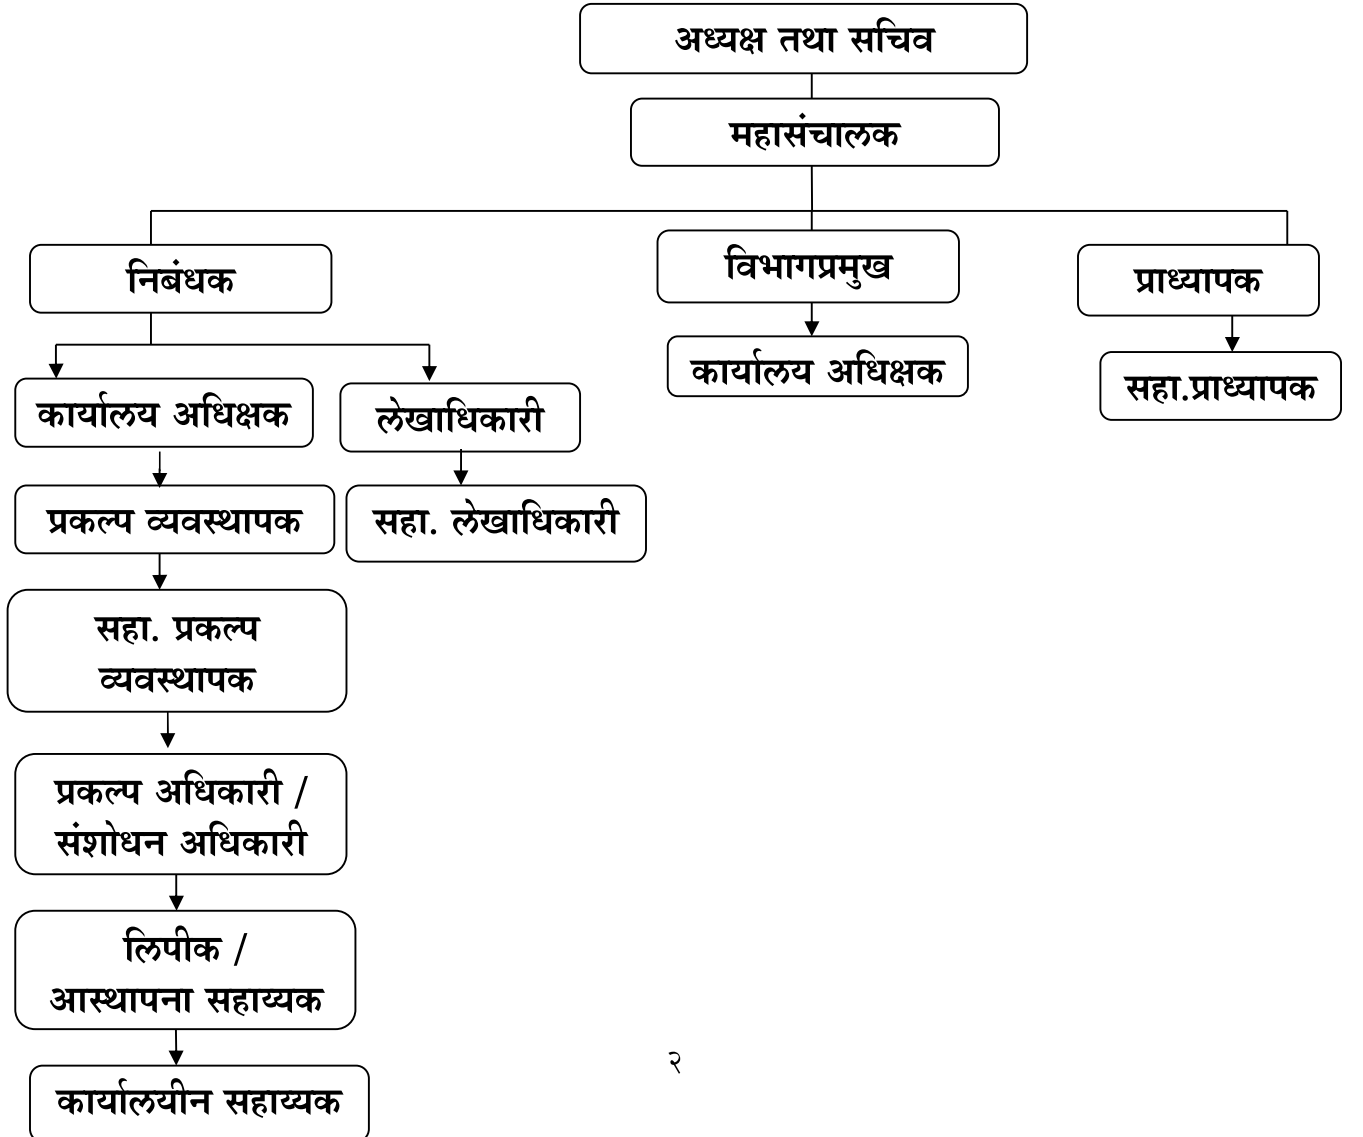 अध्यक्ष तथा सचिव
महासंचालक
निबंधक
विभागप्रमुख
प्राध्यापक
कार्यालय अधिक्षक
लेखाधिकारी
कार्यालय अधिक्षक
सहा.प्राध्यापक
प्रकल्प व्यवस्थापक
सहा. लेखाधिकारी
सहा. प्रकल्प
व्यवस्थापक
प्रकल्प अधिकारी /
संशोधन अधिकारी
लिपीक /
आस्थापना सहाय्यक
कार्यालयीन सहाय्यक
२